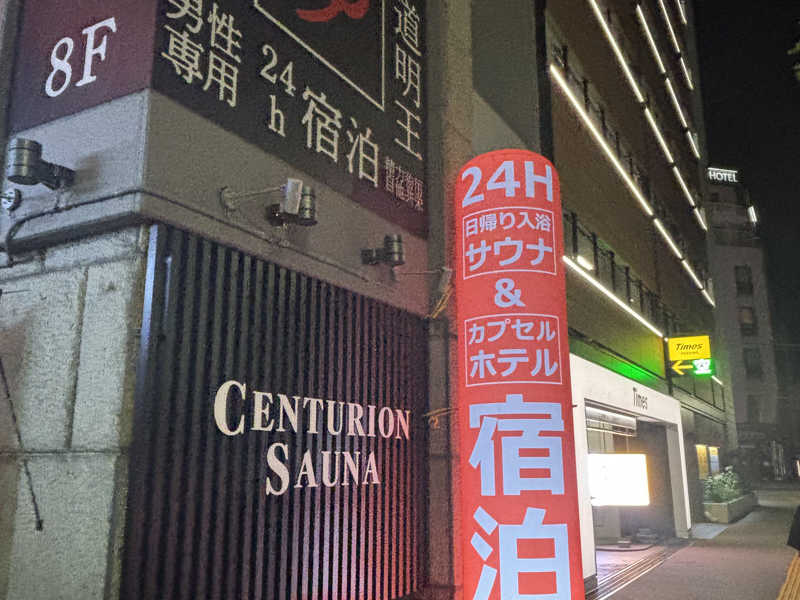 8F
男性
専用
24h
宿泊
道明王
CENTURION
SAUNA
24H
日帰り入浴
サウナ
&
カプセル
ホテル
宿泊
HOTEL
Times
Times